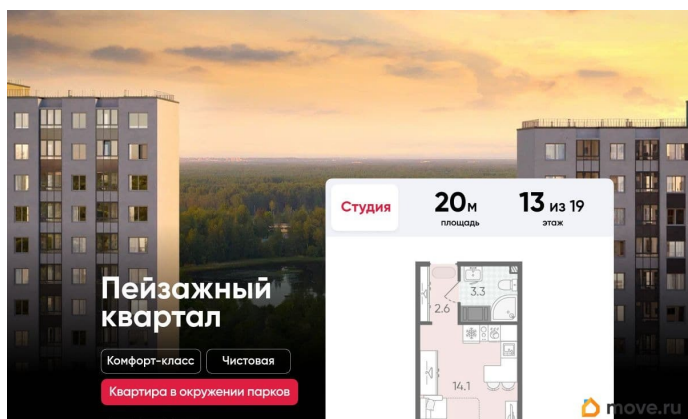 Студия
20м
площадь
13 из 19
этаж
3.3
2.6
14.1
Пейзажный
квартал
Комфорт-класс
Чистовая
Квартира в окружении парков
move.ru